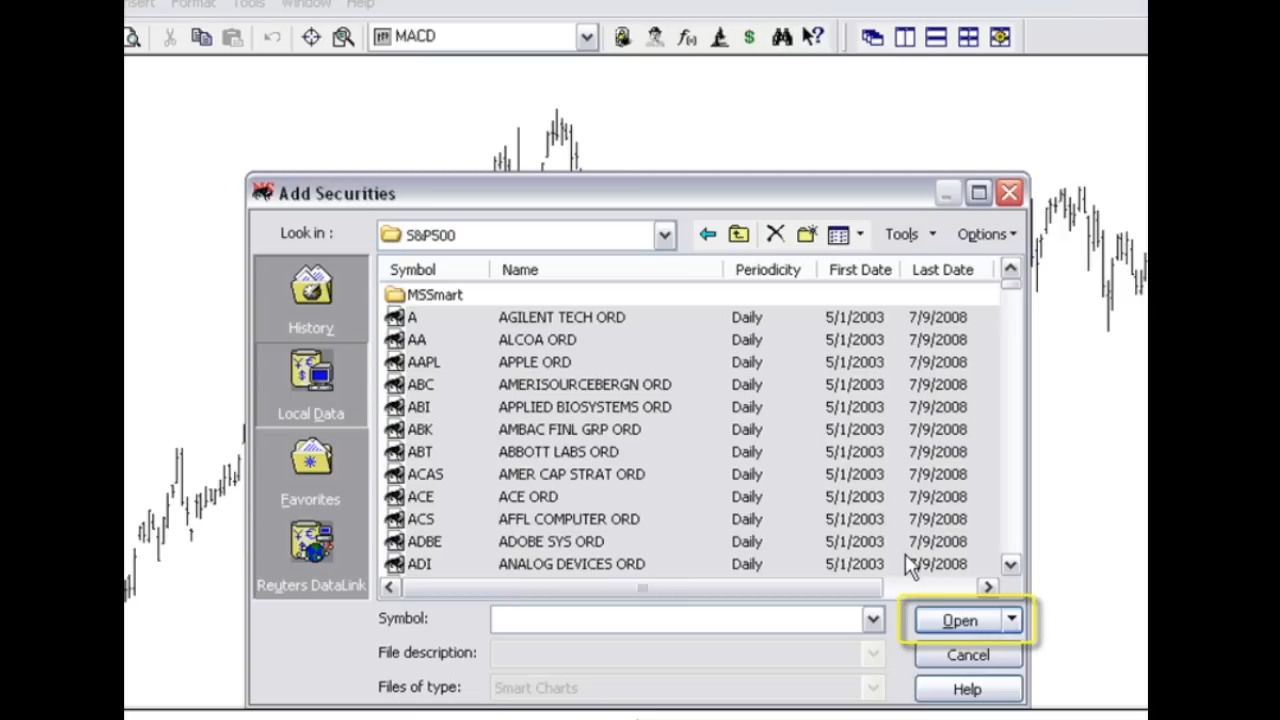 Insert Format Tools Window Help
MACD
Add Securities
Look in :
S&P500
Tools
Options
Symbol Name Periodicity First Date Last Date
MSSmart
A AGILENT TECH ORD Daily 5/1/2003 7/9/2008
AA ALCOA ORD Daily 5/1/2003 7/9/2008
AAPL APPLE ORD Daily 5/1/2003 7/9/2008
ABC AMERISOURCEBERGN ORD Daily 5/1/2003 7/9/2008
ABI APPLIED BIOSYSTEMS ORD Daily 5/1/2003 7/9/2008
ABK AMBAC FINL GRP ORD Daily 5/1/2003 7/9/2008
ABT ABBOTT LABS ORD Daily 5/1/2003 7/9/2008
ACAS AMER CAP STRAT ORD Daily 5/1/2003 7/9/2008
ACE ACE ORD Daily 5/1/2003 7/9/2008
ACS AFFL COMPUTER ORD Daily 5/1/2003 7/9/2008
ADBE ADOBE SYS ORD Daily 5/1/2003 7/9/2008
ADI ANALOG DEVICES ORD Daily 5/1/2003 7/9/2008
History
Local Data
Favorites
Reuters DataLink
Symbol:
Open
File description:
Cancel
Files of type: Smart Charts
Help